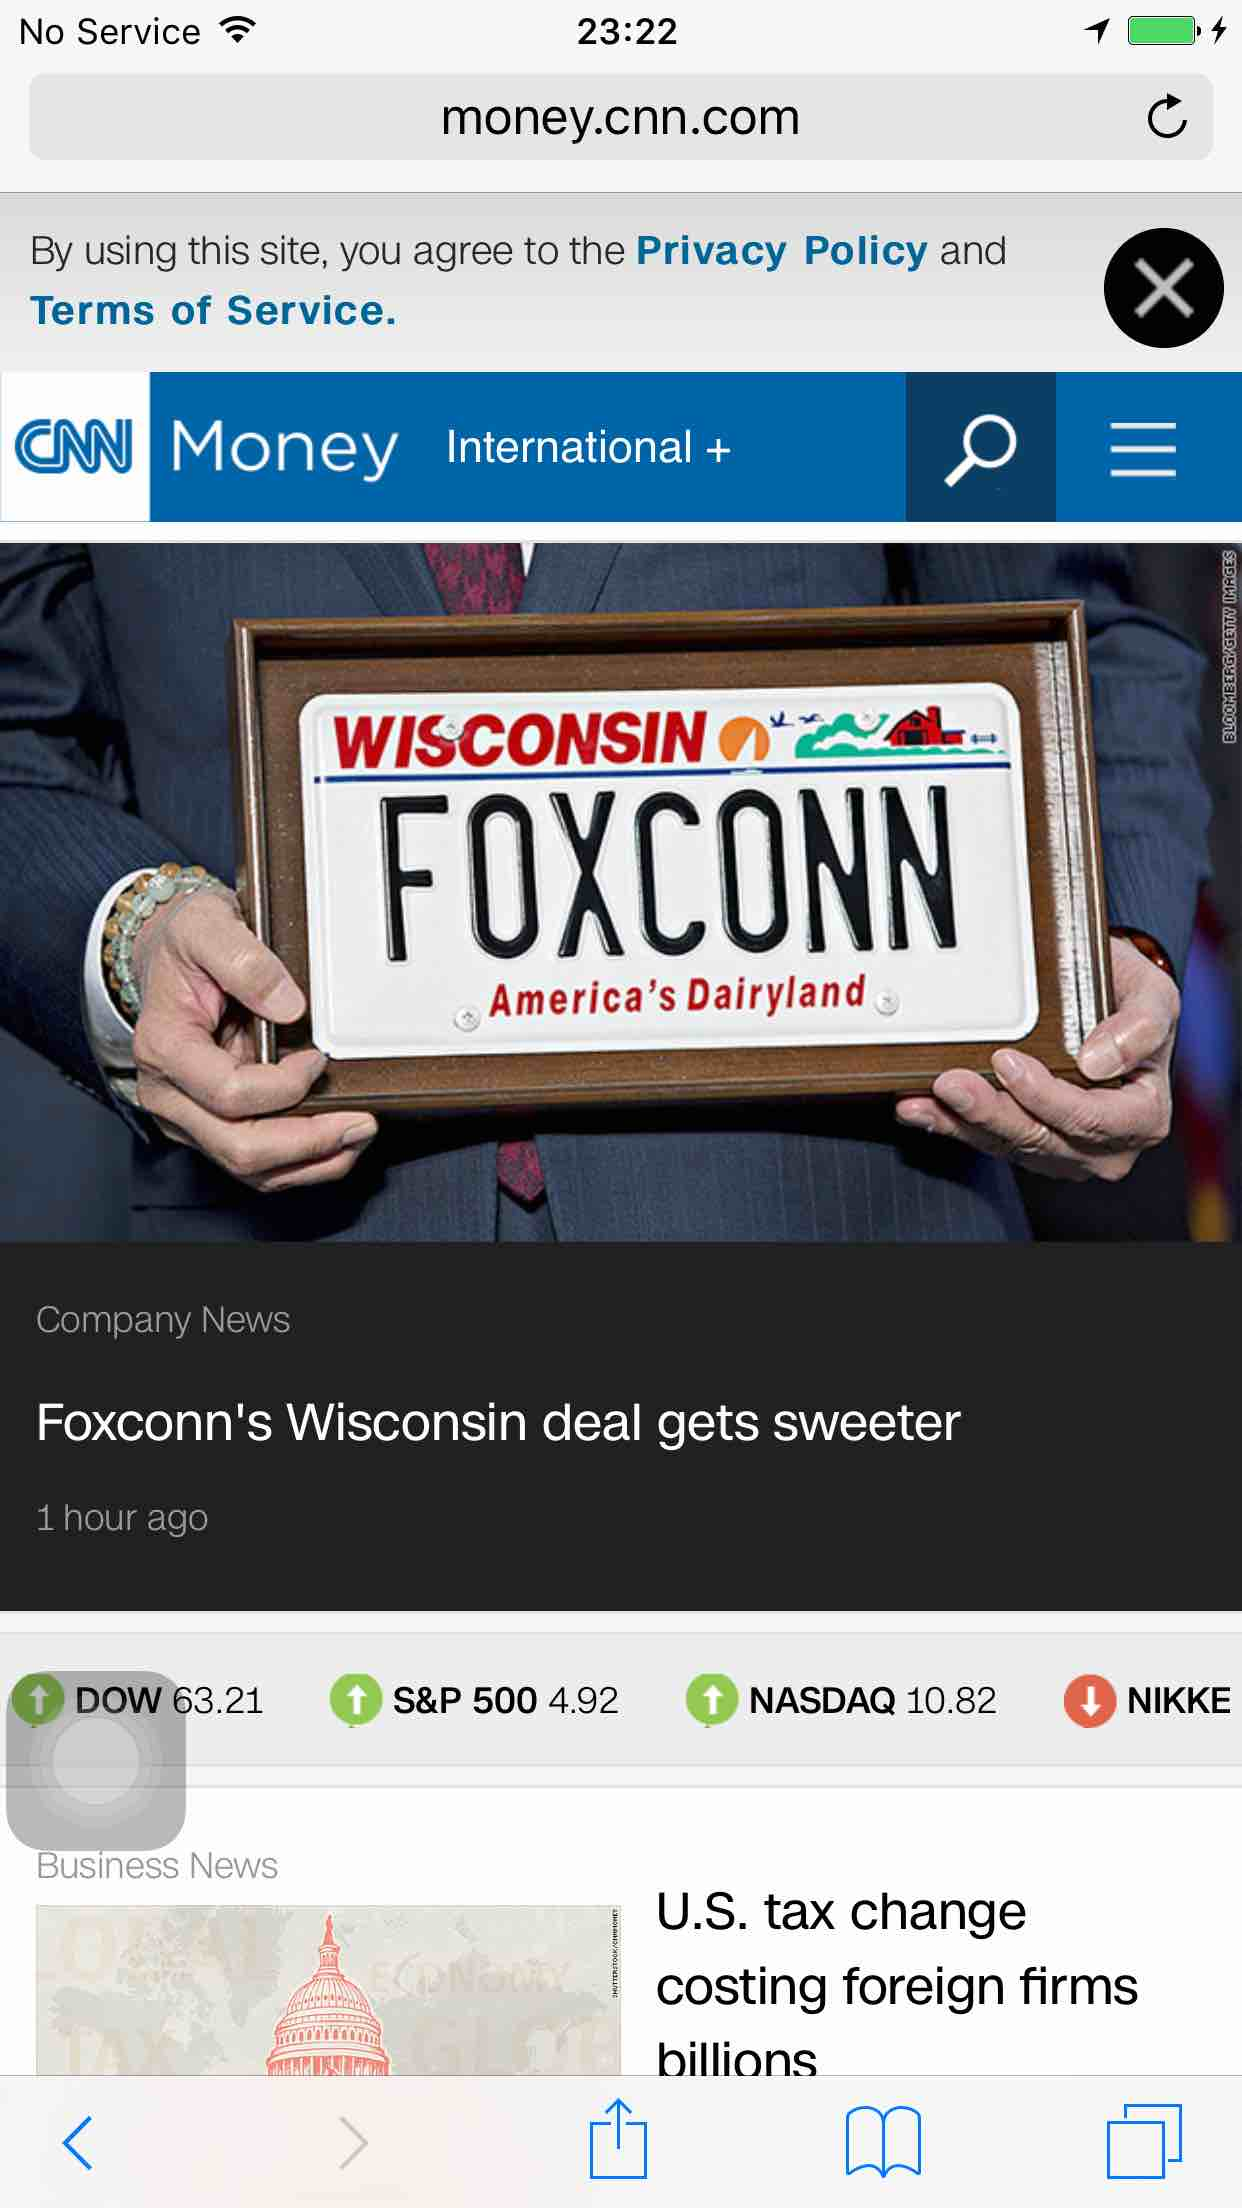 No Service
23:22
money.cnn.com
By using this site, you agree to the Privacy Policy and
Terms of Service.
CNN Money International +
BLOOMBERG/GETTY IMAGES
WISCONSIN
FOXCONN
America's Dairyland
Company News
Foxconn's Wisconsin deal gets sweeter
1 hour ago
DOW 63.21 S&P 500 4.92 NASDAQ 10.82 NIKKE
Business News
SHUTTERSTOCK/CNNMONEY
ECONOMY
TAX
U.S. tax change
costing foreign firms
billions